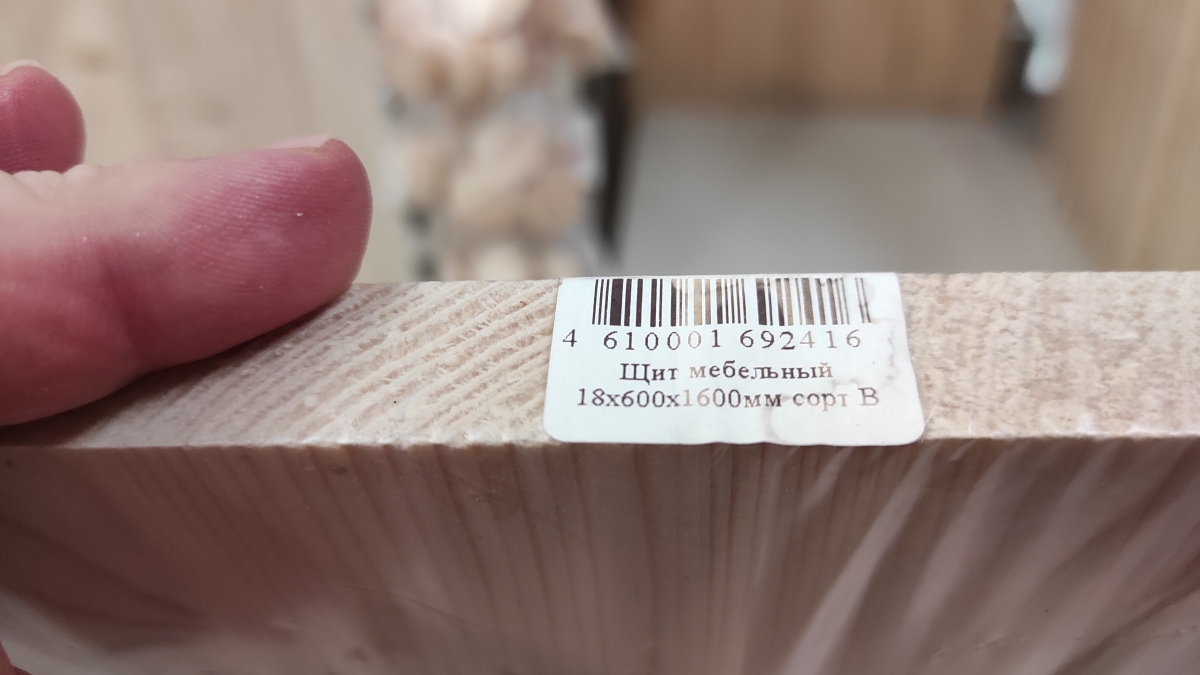 4 610001 692416
Щит мебельный
18х600х1600мм сорт В